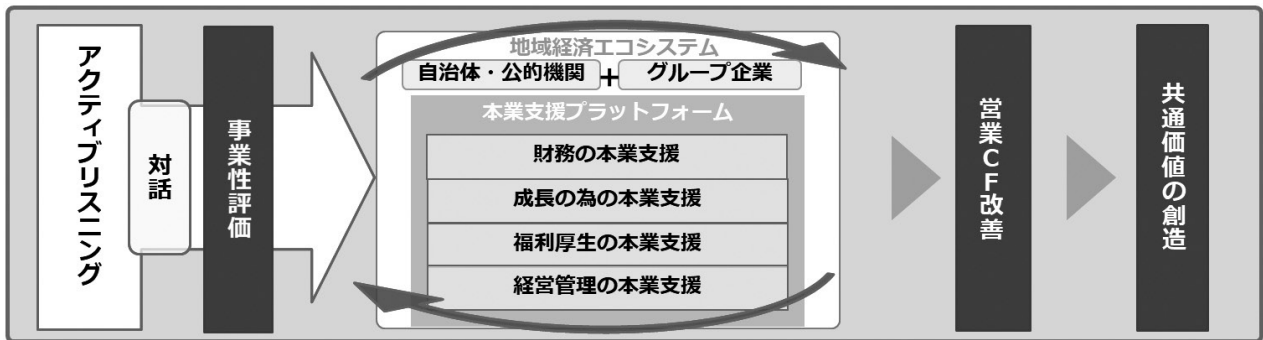 アクティブリスニング
対話
事業性評価
地域経済エコシステム
自治体・公的機関
+
グループ企業
本業支援プラットフォーム
財務の本業支援
成長の為の本業支援
福利厚生の本業支援
経営管理の本業支援
営業CF改善
共通価値の創造